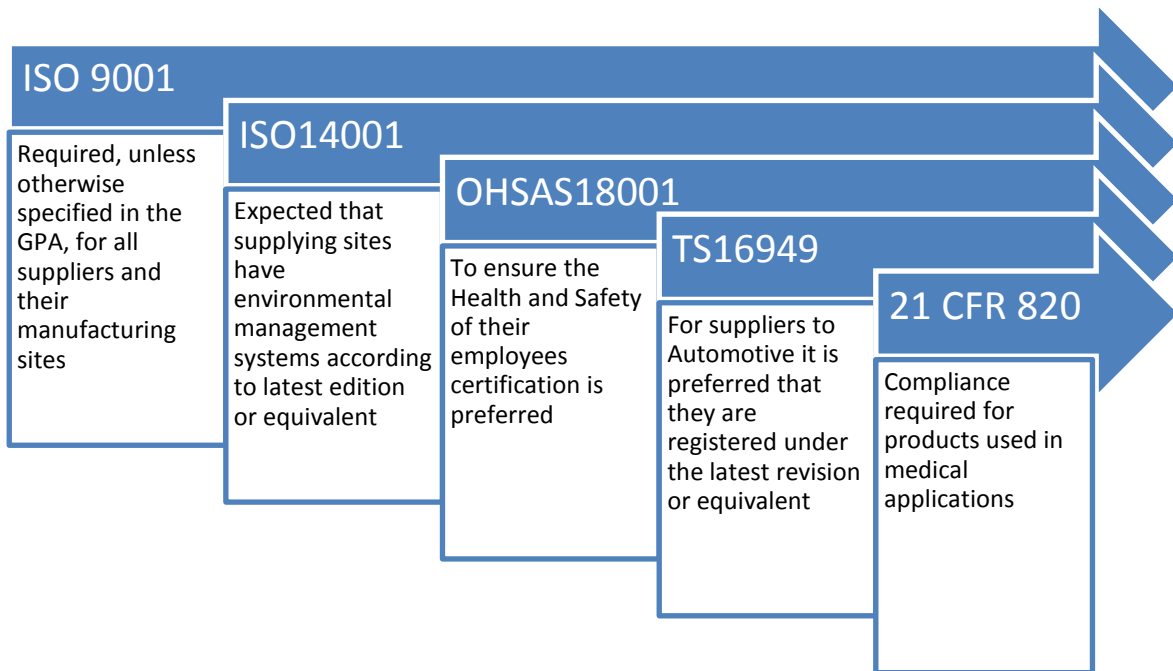 ISO 9001
Required, unless
otherwise
specified in the
GPA, for all
suppliers and
their
manufacturing
sites
ISO14001
Expected that
supplying sites
have
environmental
management
systems according
to latest edition
or equivalent
OHSAS18001
To ensure the
Health and Safety
of their
employees
certification is
preferred
TS16949
For suppliers to
Automotive it is
preferred that
they are
registered under
the latest revision
or equivalent
21 CFR 820
Compliance
required for
products used in
medical
applications